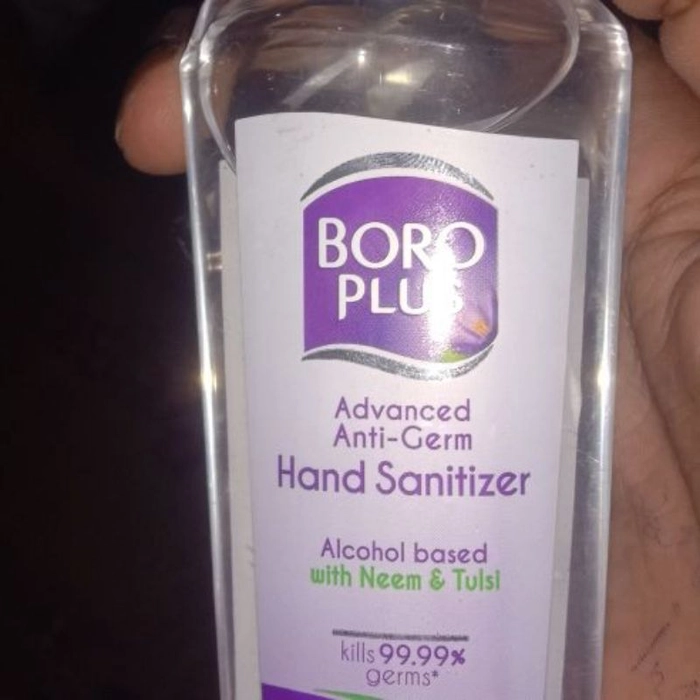 BORO
PLUS
Advanced
Anti-Germ
Hand Sanitizer
Alcohol based
with Neem & Tulsi
kills 99.99%
germs*